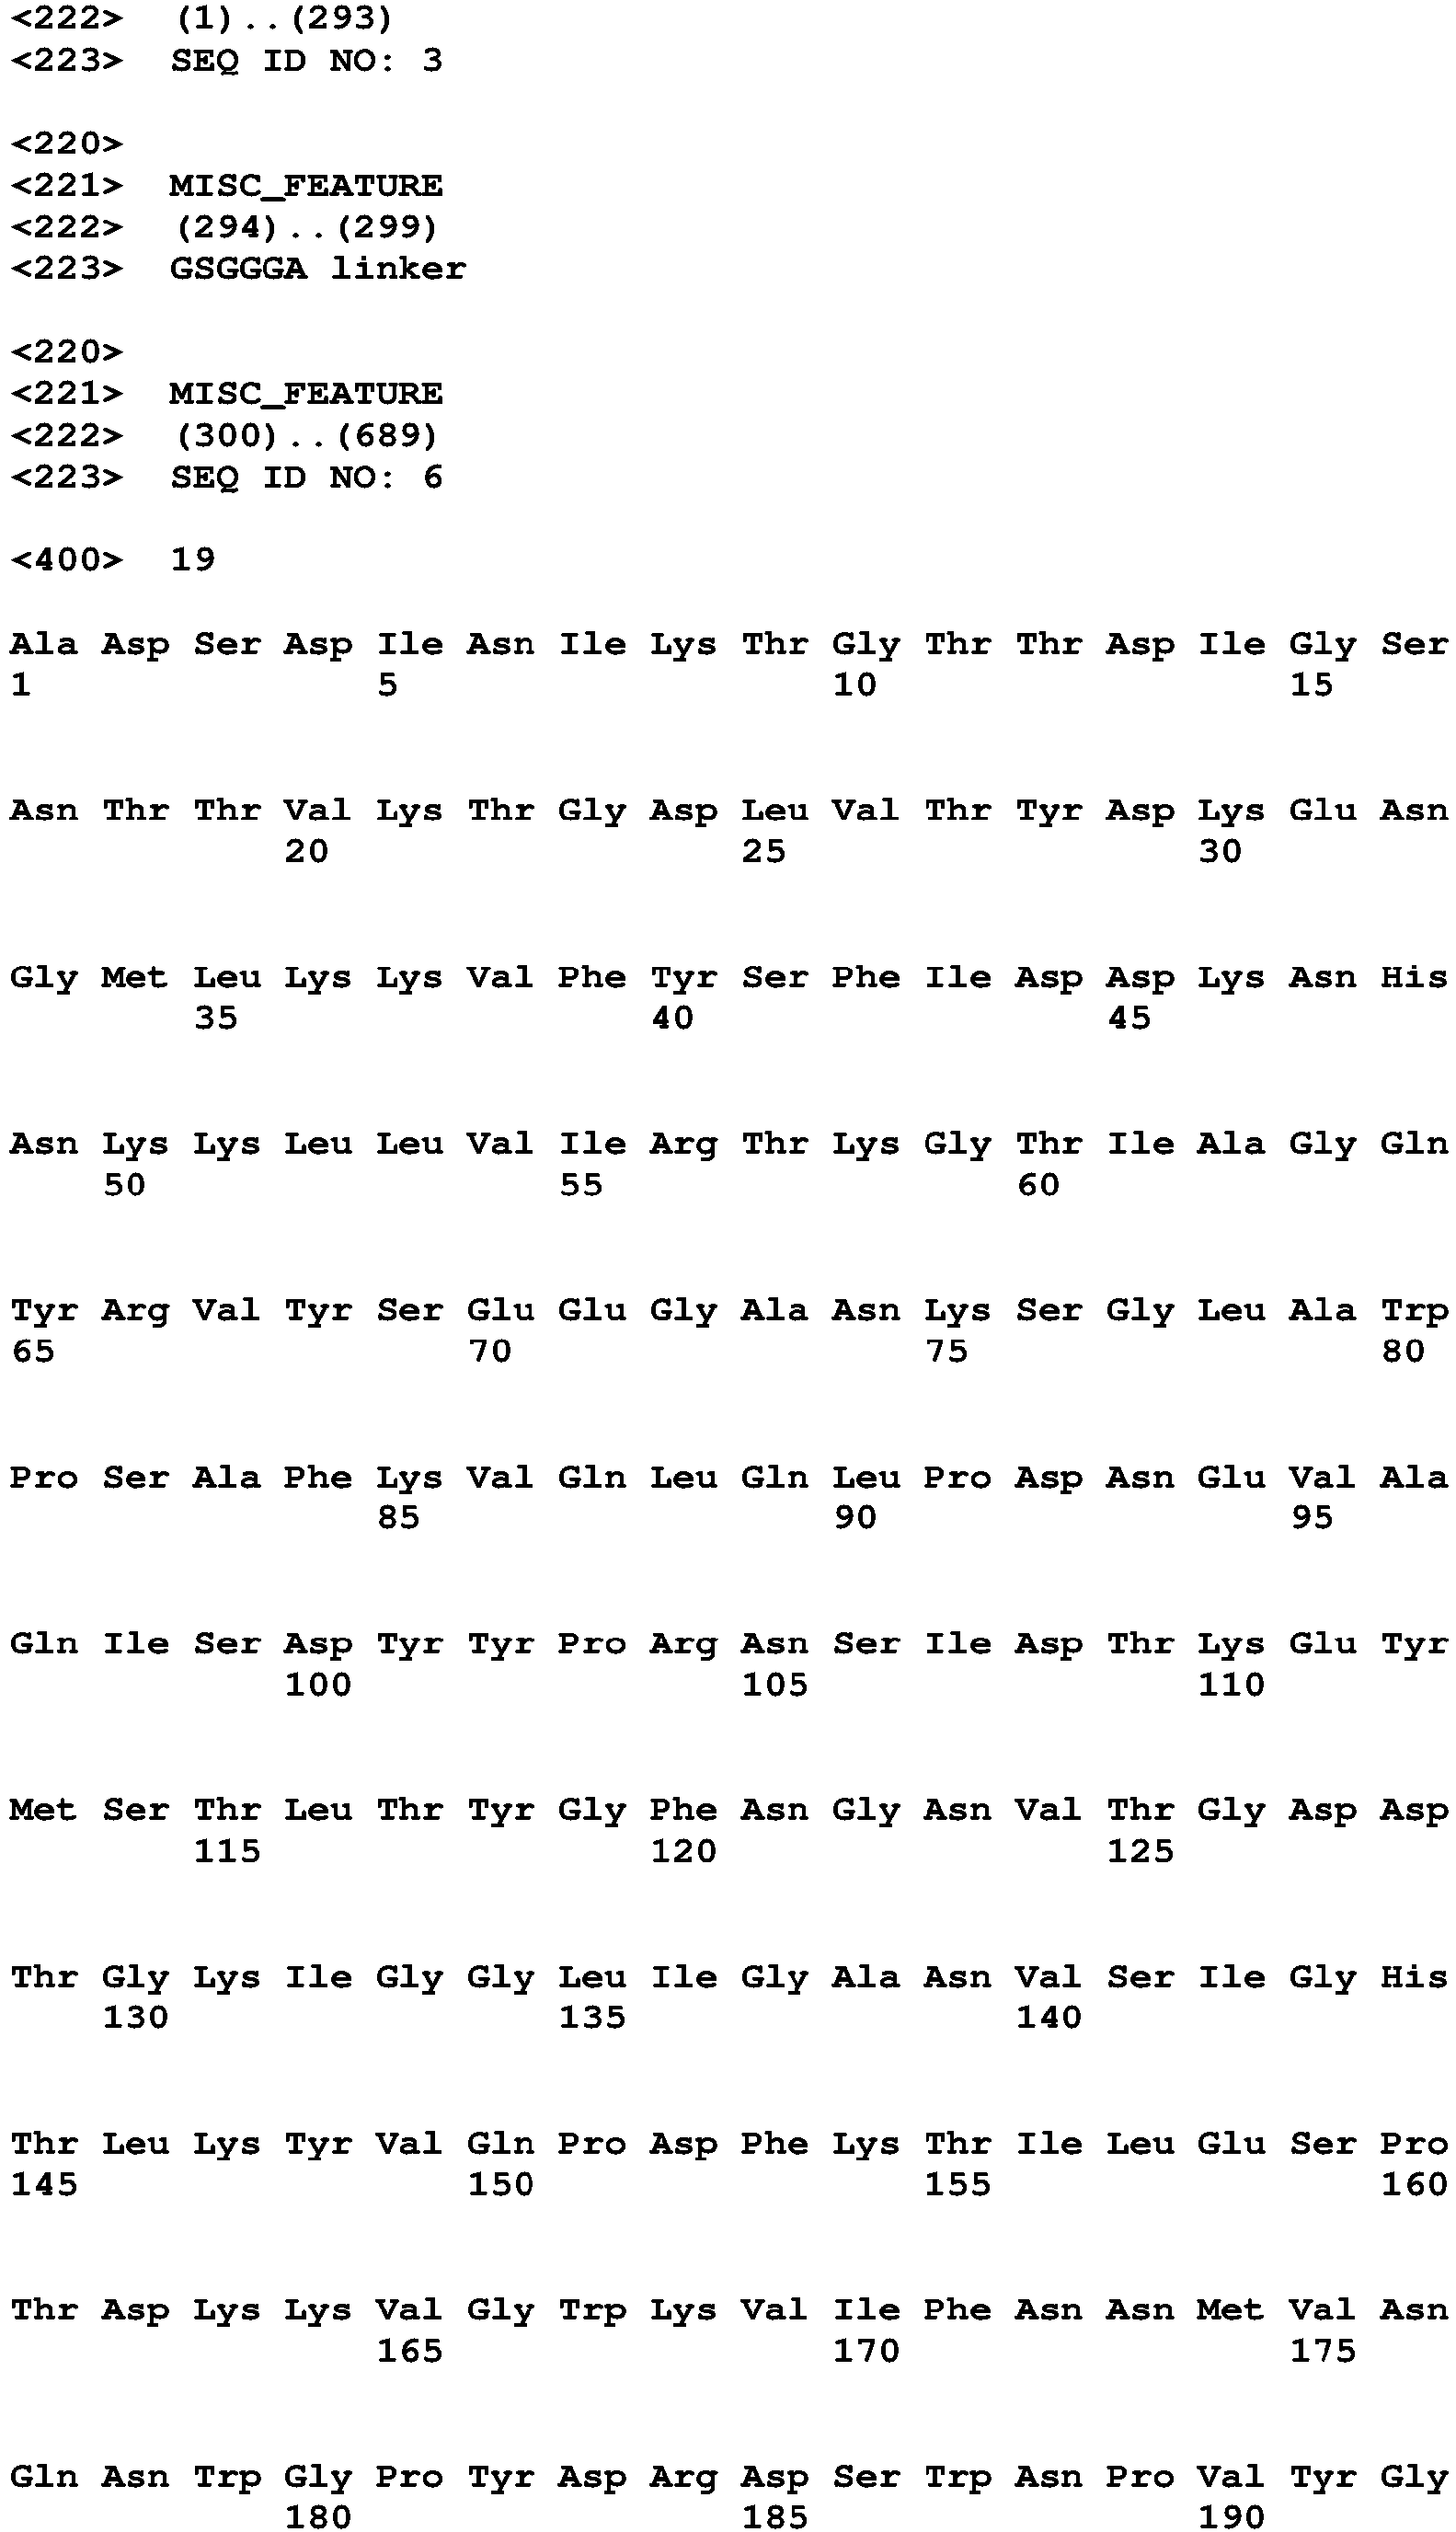 <222> (1)..(293)
<223> SEQ ID NO: 3
<220>
<221> MISC_FEATURE
<222> (294)..(299)
<223> GSGGGA linker
<220>
<221> MISC_FEATURE
<222> (300)..(689)
<223> SEQ ID NO: 6
<400> 19
Ala Asp Ser Asp Ile Asn Ile Lys Thr Gly Thr Thr Asp Ile Gly Ser
1 5 10 15
Asn Thr Thr Val Lys Thr Gly Asp Leu Val Thr Tyr Asp Lys Glu Asn
20 25 30
Gly Met Leu Lys Lys Val Phe Tyr Ser Phe Ile Asp Asp Lys Asn His
35 40 45
Asn Lys Lys Leu Leu Val Ile Arg Thr Lys Gly Thr Ile Ala Gly Gln
50 55 60
Tyr Arg Val Tyr Ser Glu Glu Gly Ala Asn Lys Ser Gly Leu Ala Trp
65 70 75 80
Pro Ser Ala Phe Lys Val Gln Leu Gln Leu Pro Asp Asn Glu Val Ala
85 90 95
Gln Ile Ser Asp Tyr Tyr Pro Arg Asn Ser Ile Asp Thr Lys Glu Tyr
100 105 110
Met Ser Thr Leu Thr Tyr Gly Phe Asn Gly Asn Val Thr Gly Asp Asp
115 120 125
Thr Gly Lys Ile Gly Gly Leu Ile Gly Ala Asn Val Ser Ile Gly His
130 135 140
Thr Leu Lys Tyr Val Gln Pro Asp Phe Lys Thr Ile Leu Glu Ser Pro
145 150 155 160
Thr Asp Lys Lys Val Gly Trp Lys Val Ile Phe Asn Asn Met Val Asn
165 170 175
Gln Asn Trp Gly Pro Tyr Asp Arg Asp Ser Trp Asn Pro Val Tyr Gly
180 185 190